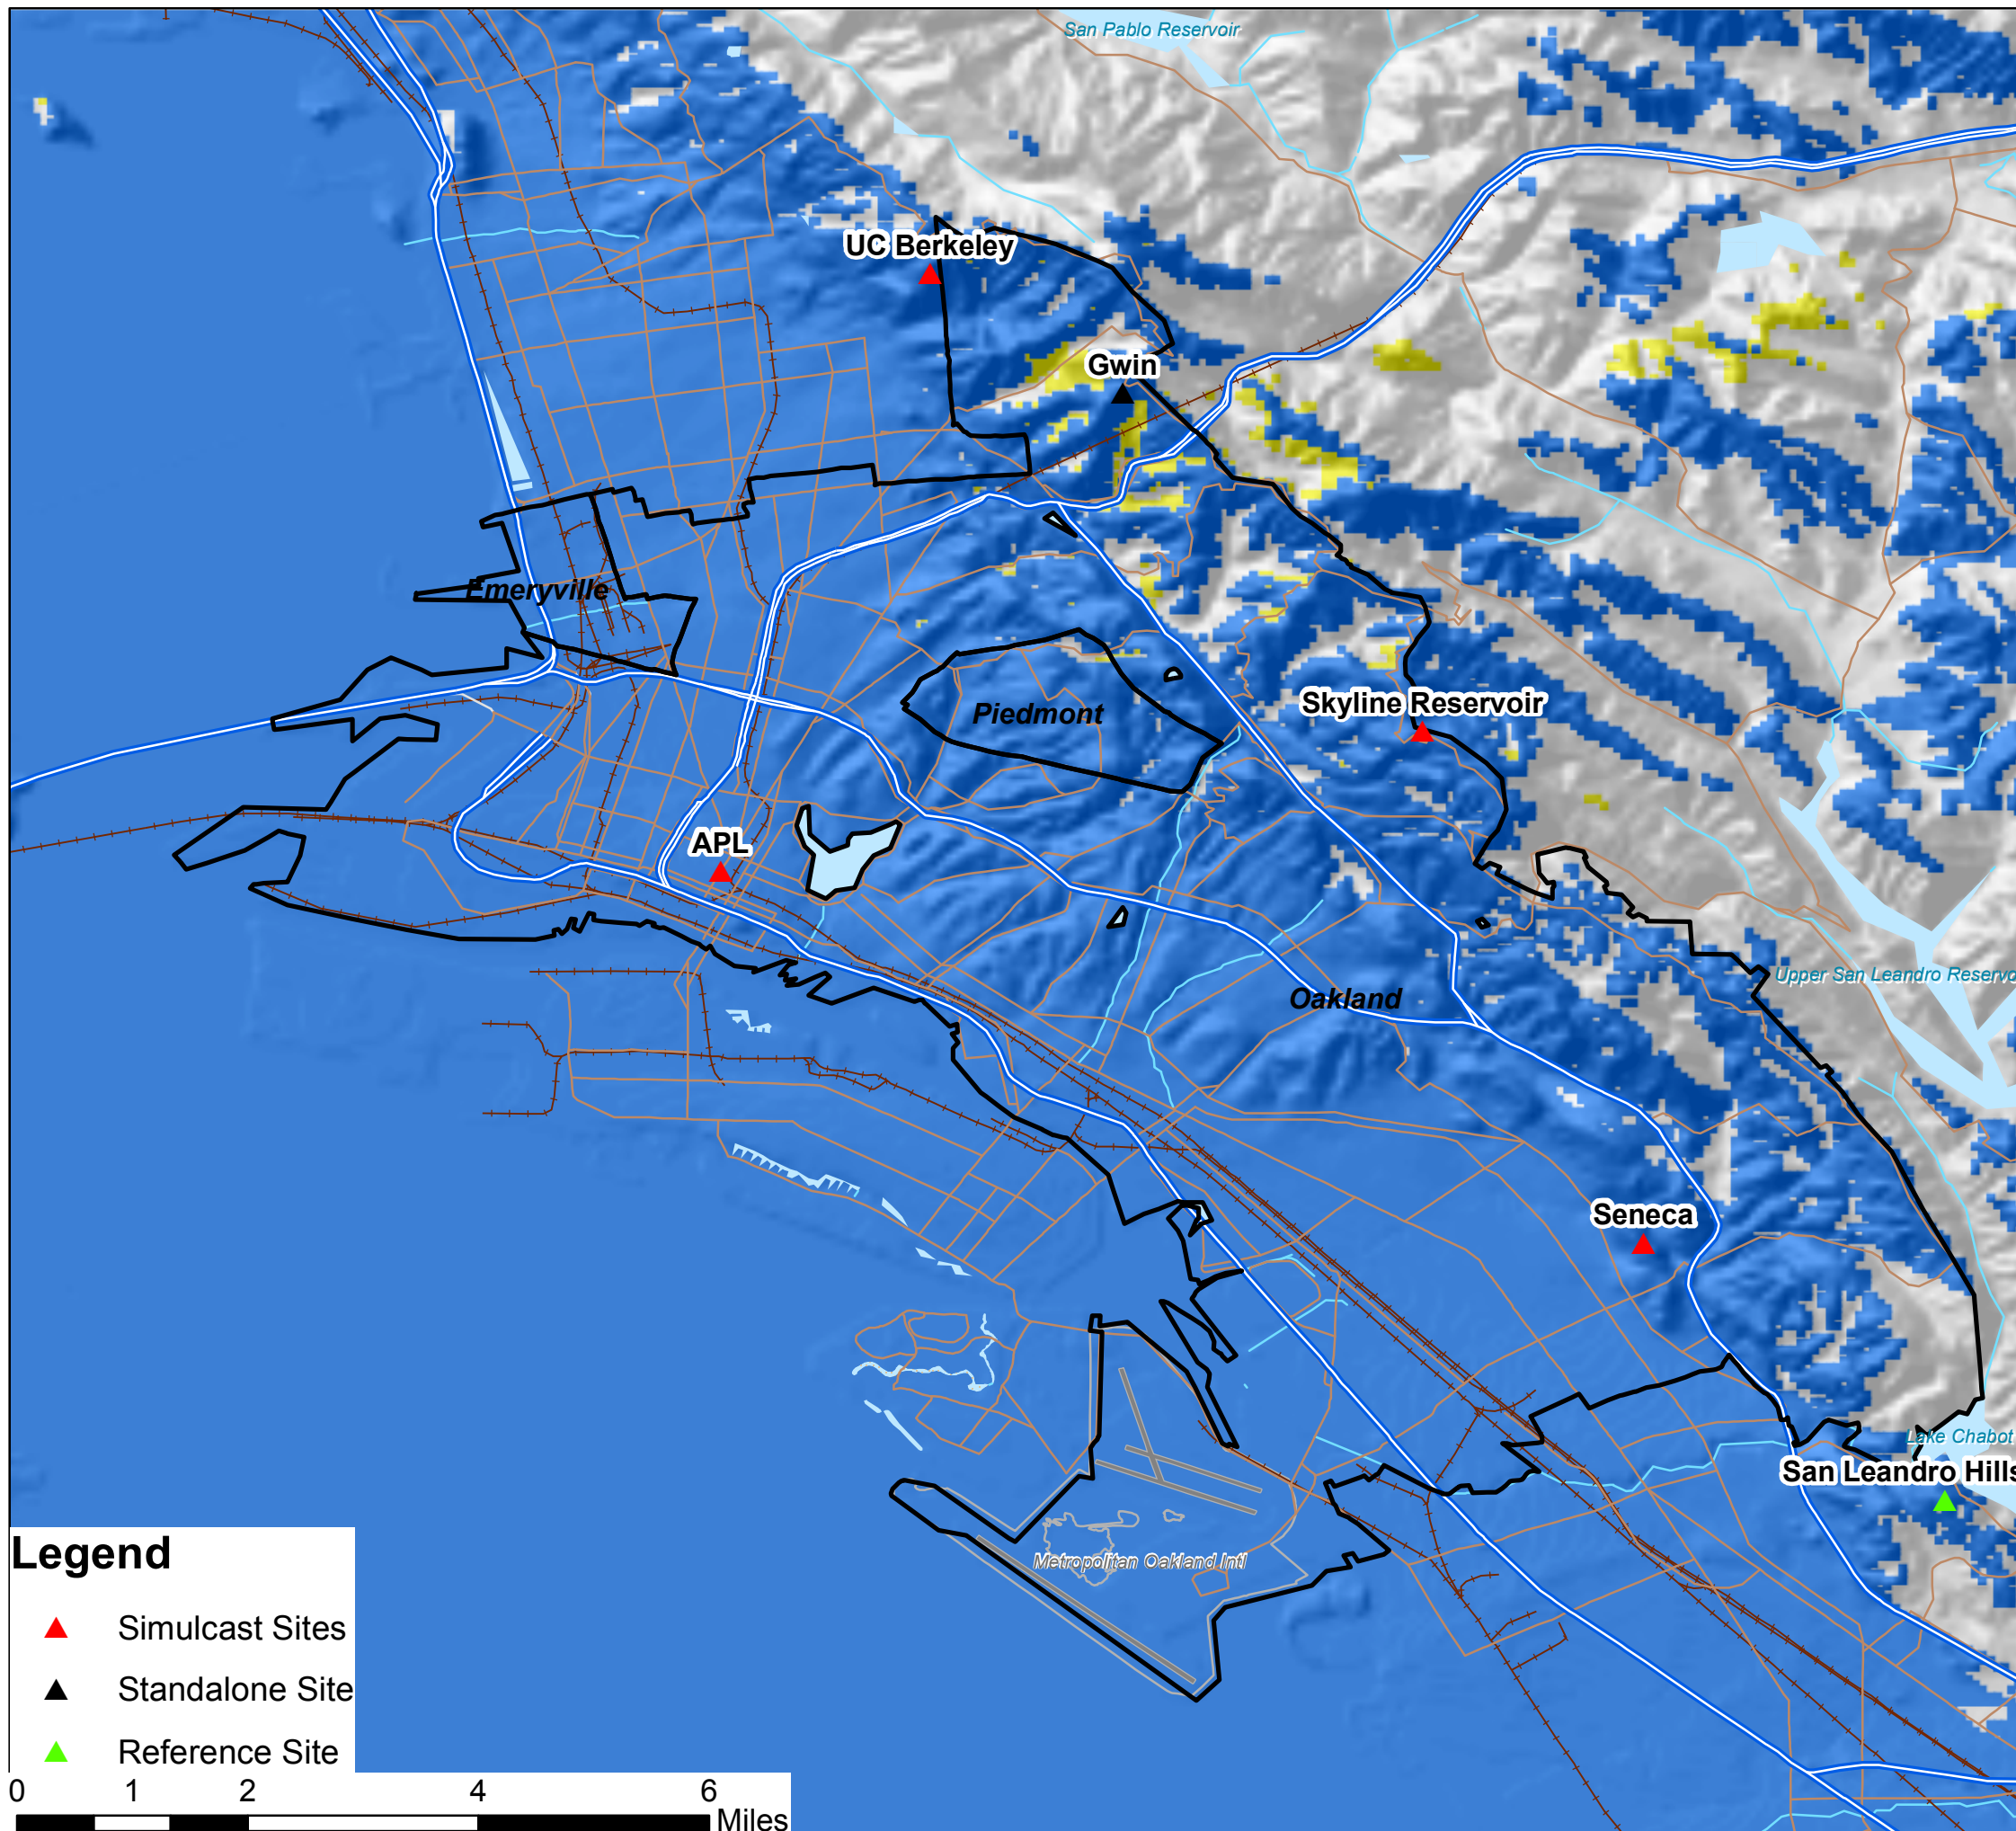 San Pablo Reservoir
UC Berkeley
Gwin
Emeryville
Piedmont
Skyline Reservoir
APL
Upper San Leandro Reservo
Oakland
Seneca
Lake Chabot
San Leandro Hills
Metropolitan Oakland Intl
Legend
Simulcast Sites
Standalone Site
Reference Site
0 1 2 4 6
Miles